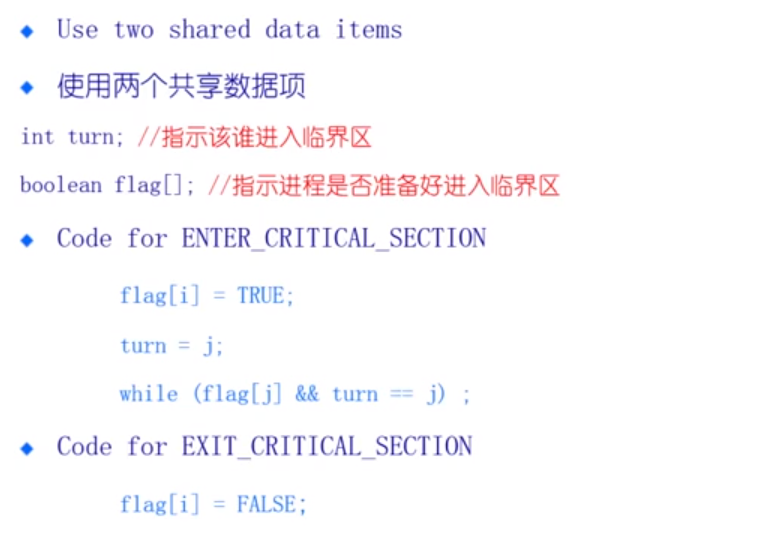 Use two shared data items
使用两个共享数据项
int turn; //指示该谁进入临界区
boolean flag[]; //指示进程是否准备好进入临界区
Code for ENTER_CRITICAL_SECTION
flag[i] = TRUE;
turn = j;
while (flag[j] && turn == j) ;
Code for EXIT_CRITICAL_SECTION
flag[i] = FALSE;